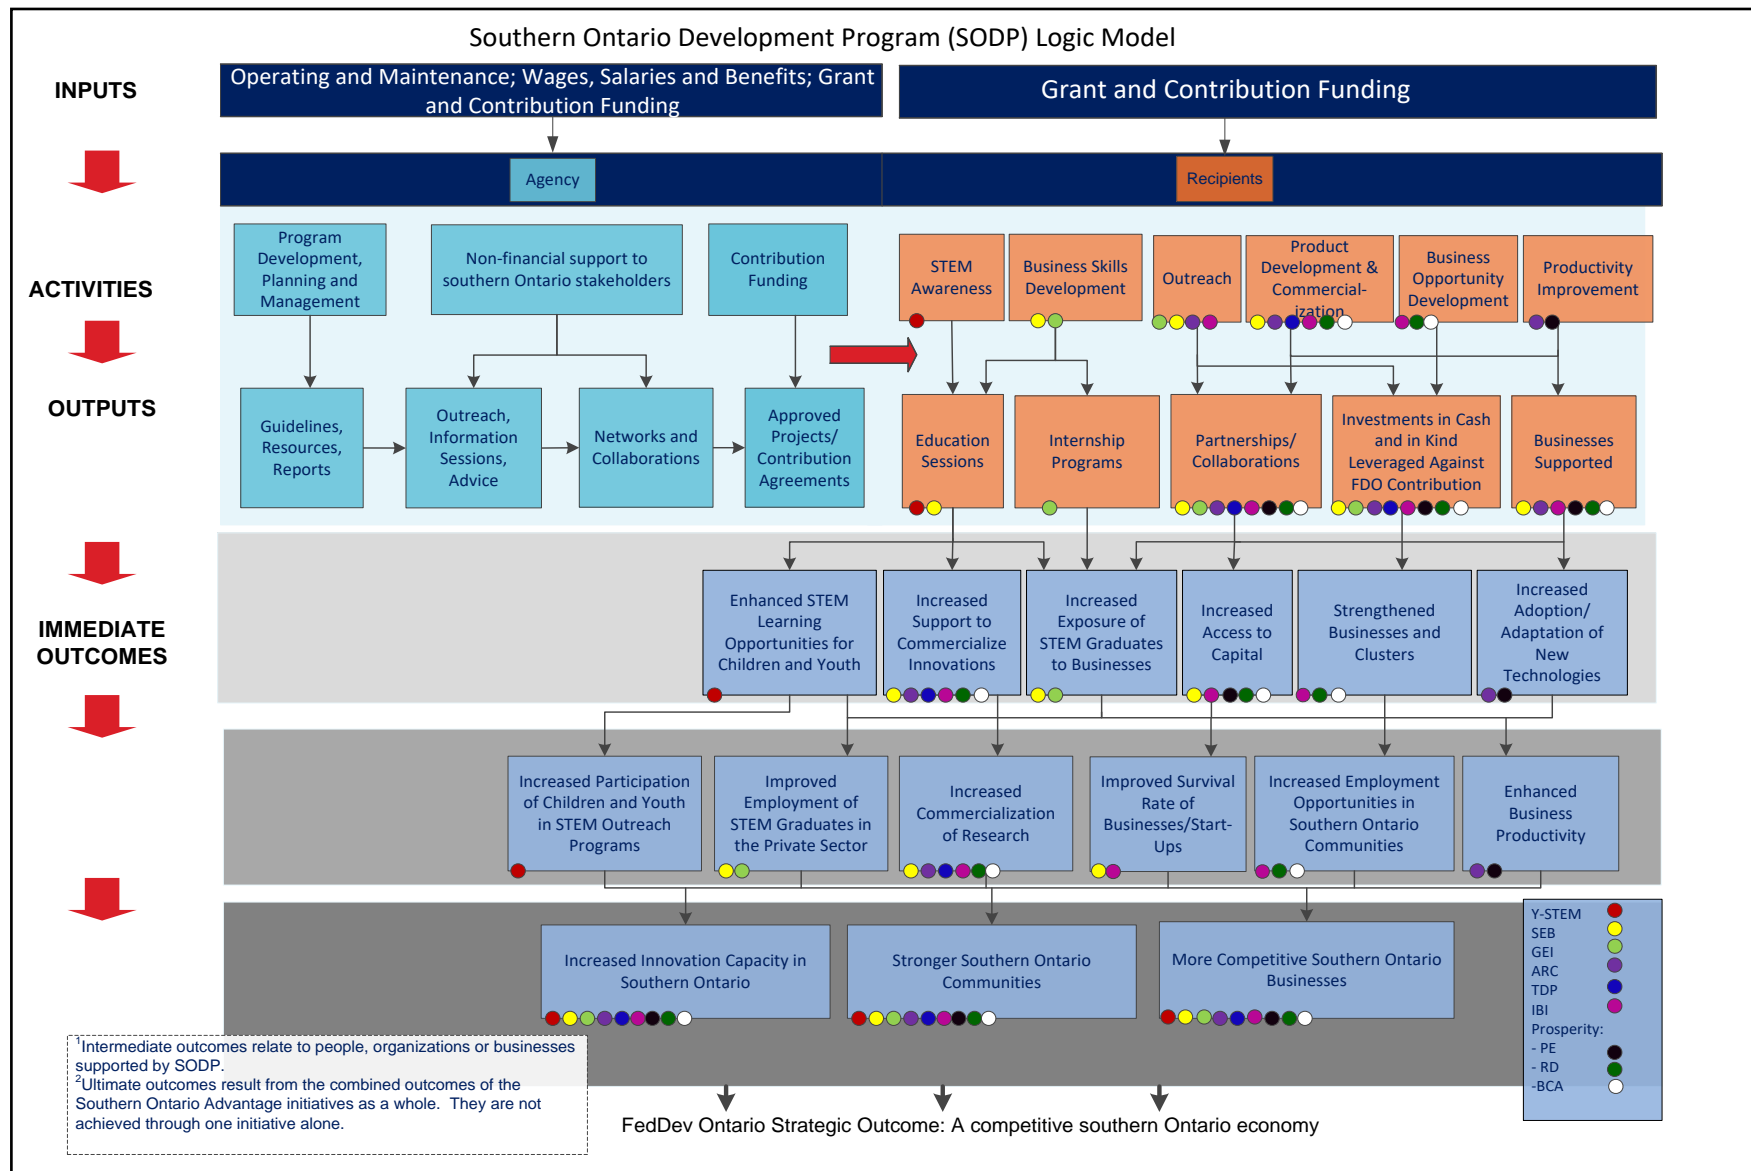 Southern Ontario Development Program (SODP) Logic Model
INPUTS
Operating and Maintenance; Wages, Salaries and Benefits; Grant
and Contribution Funding
Grant and Contribution Funding
Agency
Recipients
ACTIVITIES
Program
Development,
Planning and
Management
Non-financial support to
southern Ontario stakeholders
Contribution
Funding
STEM
Awareness
Business Skills
Development
Outreach
Product
Development &
Commercial-
ization
Business
Opportunity
Development
Productivity
Improvement
OUTPUTS
Guidelines,
Resources,
Reports
Outreach,
Information
Sessions,
Advice
Networks and
Collaborations
Approved
Projects/
Contribution
Agreements
Education
Sessions
Internship
Programs
Partnerships/
Collaborations
Investments in Cash
and in Kind
Leveraged Against
FDO Contribution
Businesses
Supported
IMMEDIATE
OUTCOMES
Enhanced STEM
Learning
Opportunities for
Children and Youth
Increased
Support to
Commercialize
Innovations
Increased
Exposure of
STEM Graduates
to Businesses
Increased
Access to
Capital
Strengthened
Businesses and
Clusters
Increased
Adoption/
Adaptation of
New
Technologies
Increased Participation
of Children and Youth
in STEM Outreach
Programs
Improved
Employment of
STEM Graduates in
the Private Sector
Increased
Commercialization
of Research
Improved Survival
Rate of
Businesses/Start-
Ups
Increased Employment
Opportunities in
Southern Ontario
Communities
Enhanced
Business
Productivity
Increased Innovation Capacity in
Southern Ontario
Stronger Southern Ontario
Communities
More Competitive Southern Ontario
Businesses
Y-STEM
SEB
GEI
ARC
TDP
IBI
Prosperity:
- PE
- RD
-BCA
1Intermediate outcomes relate to people, organizations or businesses
supported by SODP.
2Ultimate outcomes result from the combined outcomes of the
Southern Ontario Advantage initiatives as a whole.  They are not
achieved through one initiative alone.
FedDev Ontario Strategic Outcome: A competitive southern Ontario economy